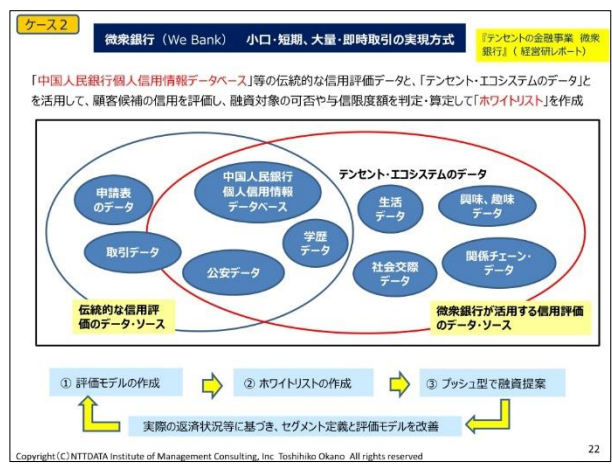 ケース2
微衆銀行(We Bank) 小口・短期、大量・即時取引の実現方式
『テンセントの金融事業 微衆
銀行』(経営研レポート)
「中国人民銀行個人信用情報データベース」等の伝統的な信用評価データと、「テンセント・エコシステムのデータ」と
を活用して、顧客候補の信用を評価し、融資対象の可否や与信限度額を判定・算定して「ホワイトリスト」を作成
申請表
のデータ
取引データ
中国人民銀行
個人信用情報
データベース
学歴
データ
公安データ
テンセント・エコシステムのデータ
生活
データ
興味、趣味
データ
社会交際
データ
関係チェーン・
データ
伝統的な信用評
価のデータ・ソース
微衆銀行が活用する信用評価
のデータ・ソース
① 評価モデルの作成
② ホワイトリストの作成
③ プッシュ型で融資提案
実際の返済状況等に基づき、セグメント定義と評価モデルを改善
Copyright(C)NTTDATA Institute of Management Consulting, Inc Toshihiko Okano All rights reserved
22